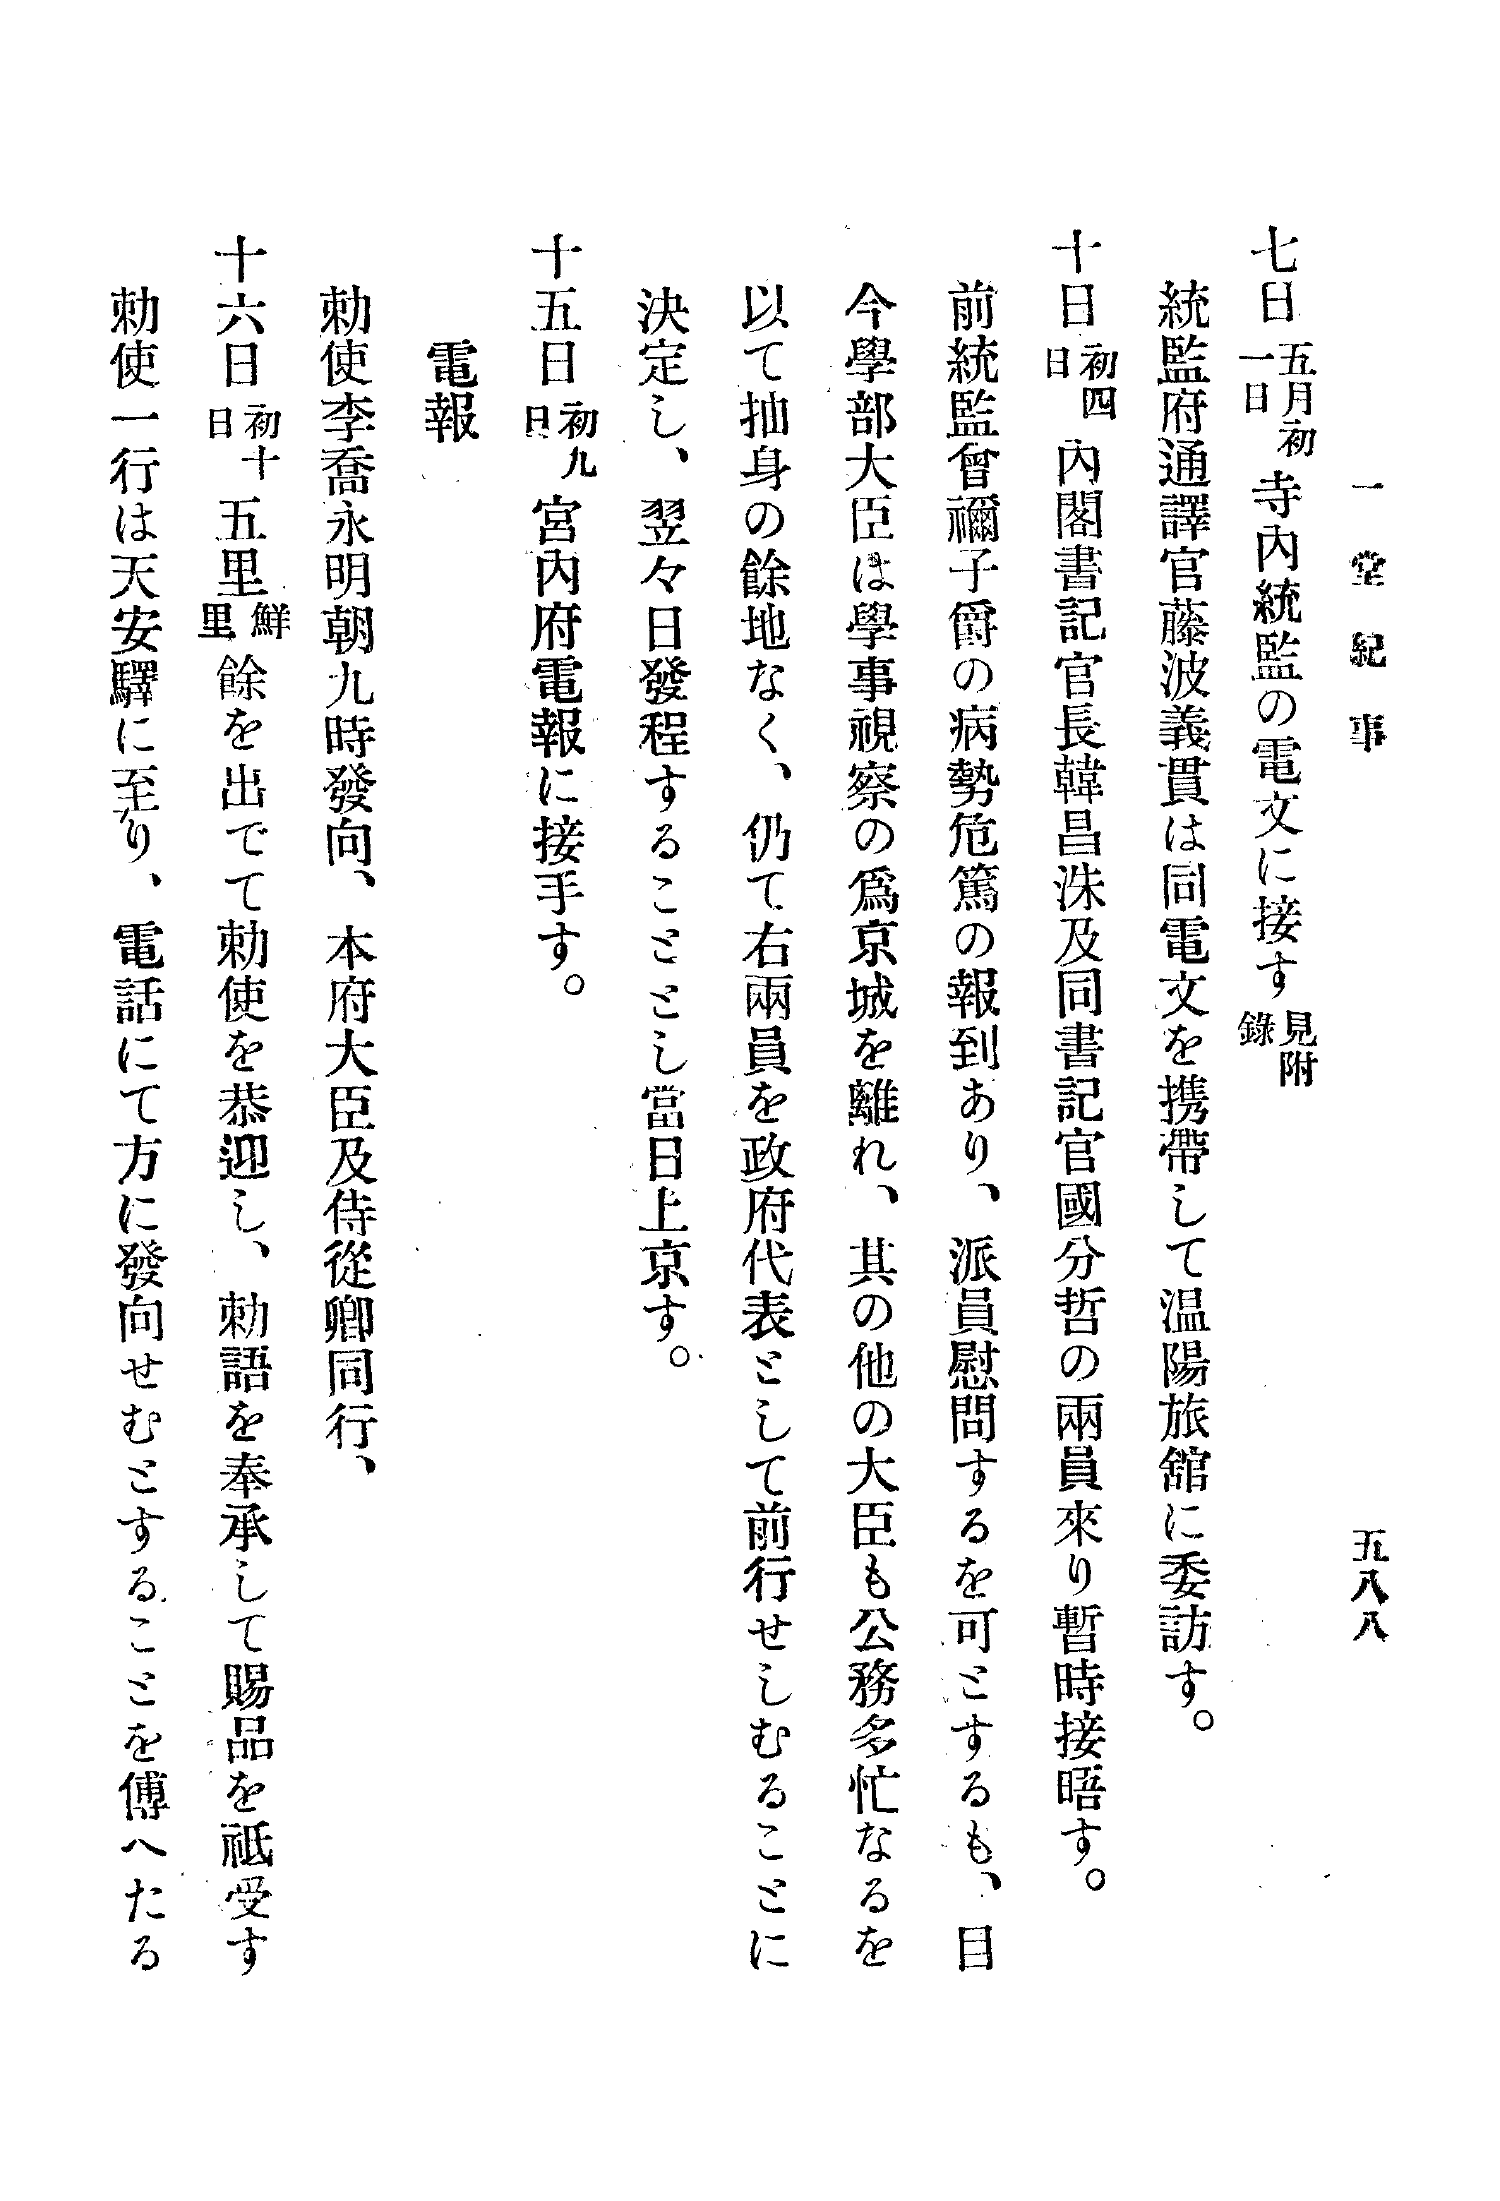 一堂紀事　五八八
七日五月初一日寺內統監の電文に接す見附錄
統監府通譯官藤波義貫は同電文を携帶して温陽旅舘に委訪す。
十日初四日內閣書記官長韓昌洙及同書記官國分哲の兩員來り暫時接晤す。
前統監曾禰子爵の病勢危篤の報到あり、派員慰問するを可とするも、目
今學部大臣は學事視察の爲京城を離れ、其の他の大臣も公務多忙なるを
以て抽身の餘地なく、仍て右兩員を政府代表として前行せしむることに
決定し、翌々日發程することとし當日上京す。
十五日初九日宮內府電報に接手す。
電報
勅使李喬永明朝九時發向、本府大臣及侍從卿同行、
十六日初十日五里鮮里餘を出でて勅使を恭迎し、勅語を奉承して賜品を祗受す
勅使一行は天安驛に至り、電話にて方に發向せむとすることを傳へたる